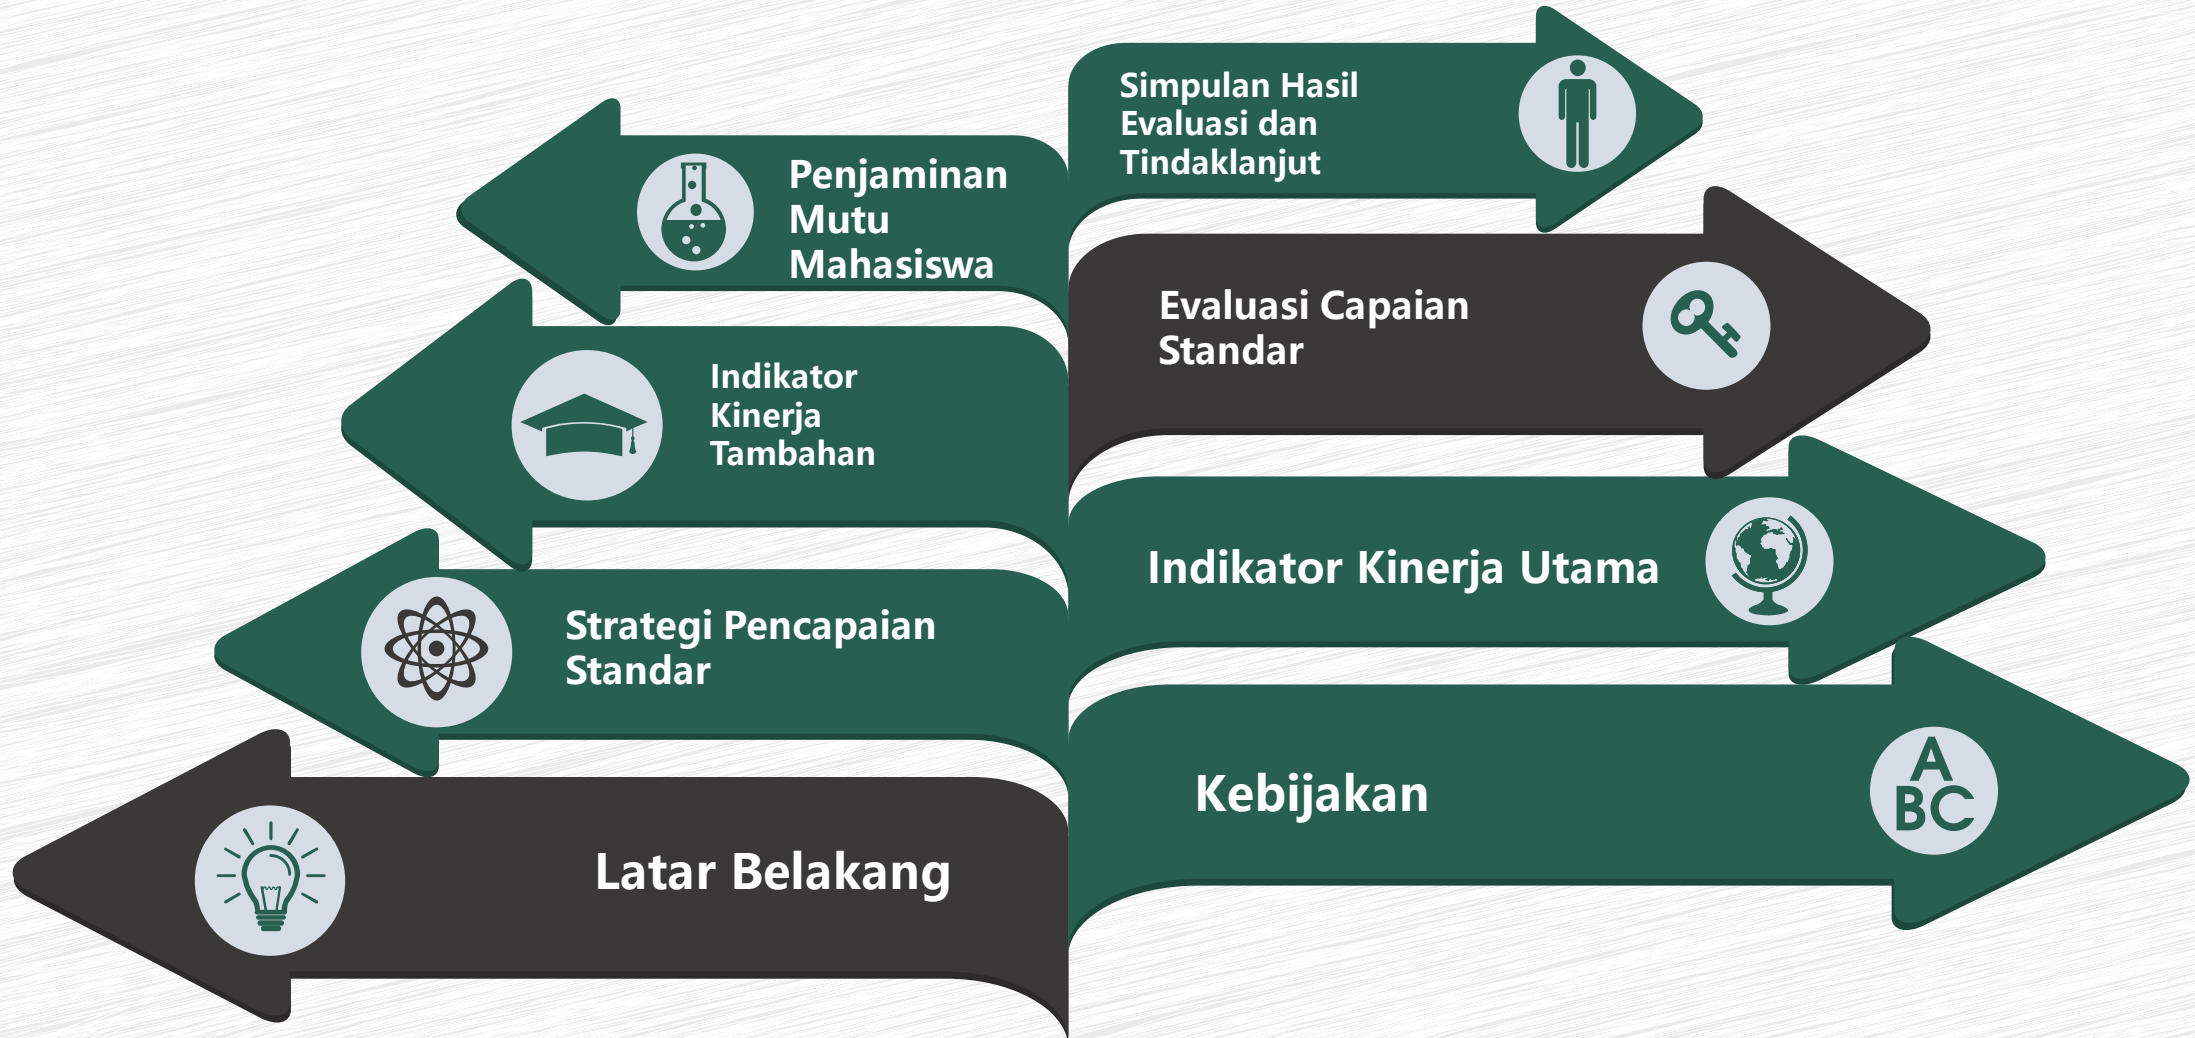 Simpulan Hasil
Evaluasi dan
Tindaklanjut
Penjaminan
Mutu
Mahasiswa
Evaluasi Capaian
Standar
Indikator
Kinerja
Tambahan
Indikator Kinerja Utama
Strategi Pencapaian
Standar
Kebijakan
A
BC
Latar Belakang